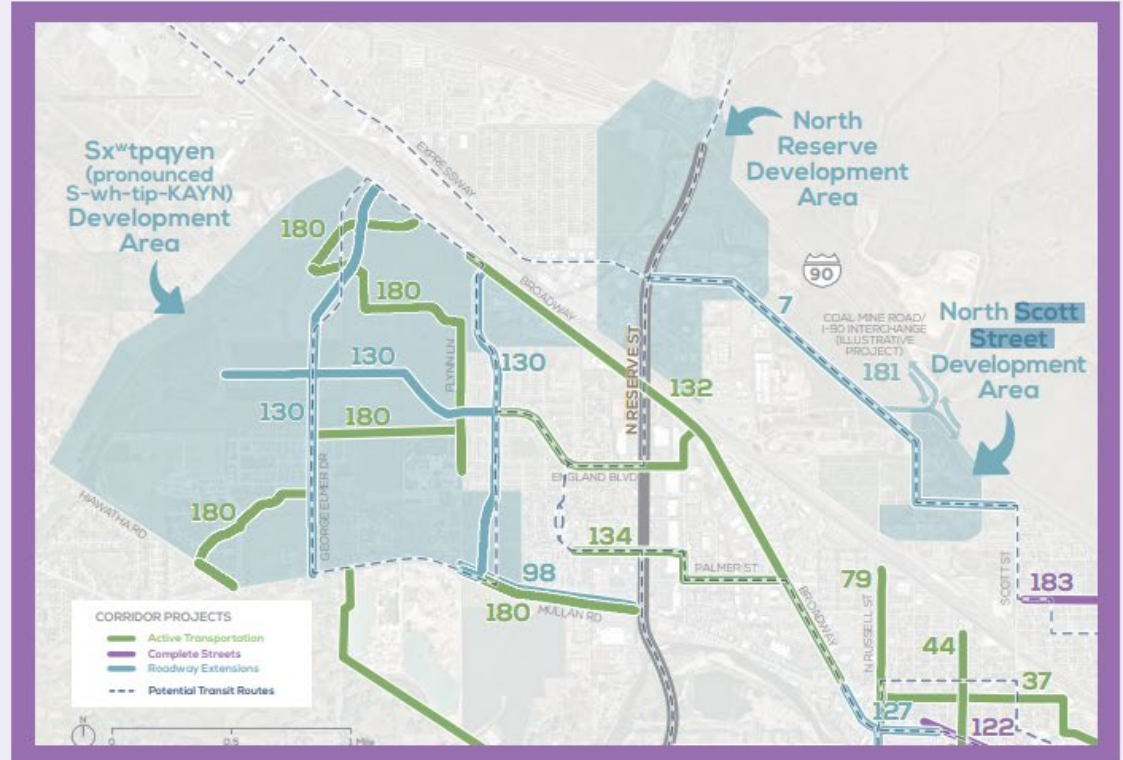 Sxʷtpqyen
(pronounced
S-wh-tip-KAYN)
Development
Area
North
Reserve
Development
Area
90
North Scott
Street
Development
Area
COAL MINE ROAD/
I-90 INTERCHANGE
(ILLUSTRATIVE
PROJECT)
181
EXPRESSWAY
BROADWAY
7
180
180
130
130
FLYNN LN
N RESERVE ST
132
130
180
ENGLAND BLVD
GEORGE ELMER DR
HIAWATHA RD
180
134
PALMER ST
98
180
MULLAN RD
BROADWAY
79
N RUSSELL ST
SCOTT ST
183
44
37
127
122
CORRIDOR PROJECTS
Active Transportation
Complete Streets
Roadway Extensions
Potential Transit Routes
N
0
0.5
1 Mile